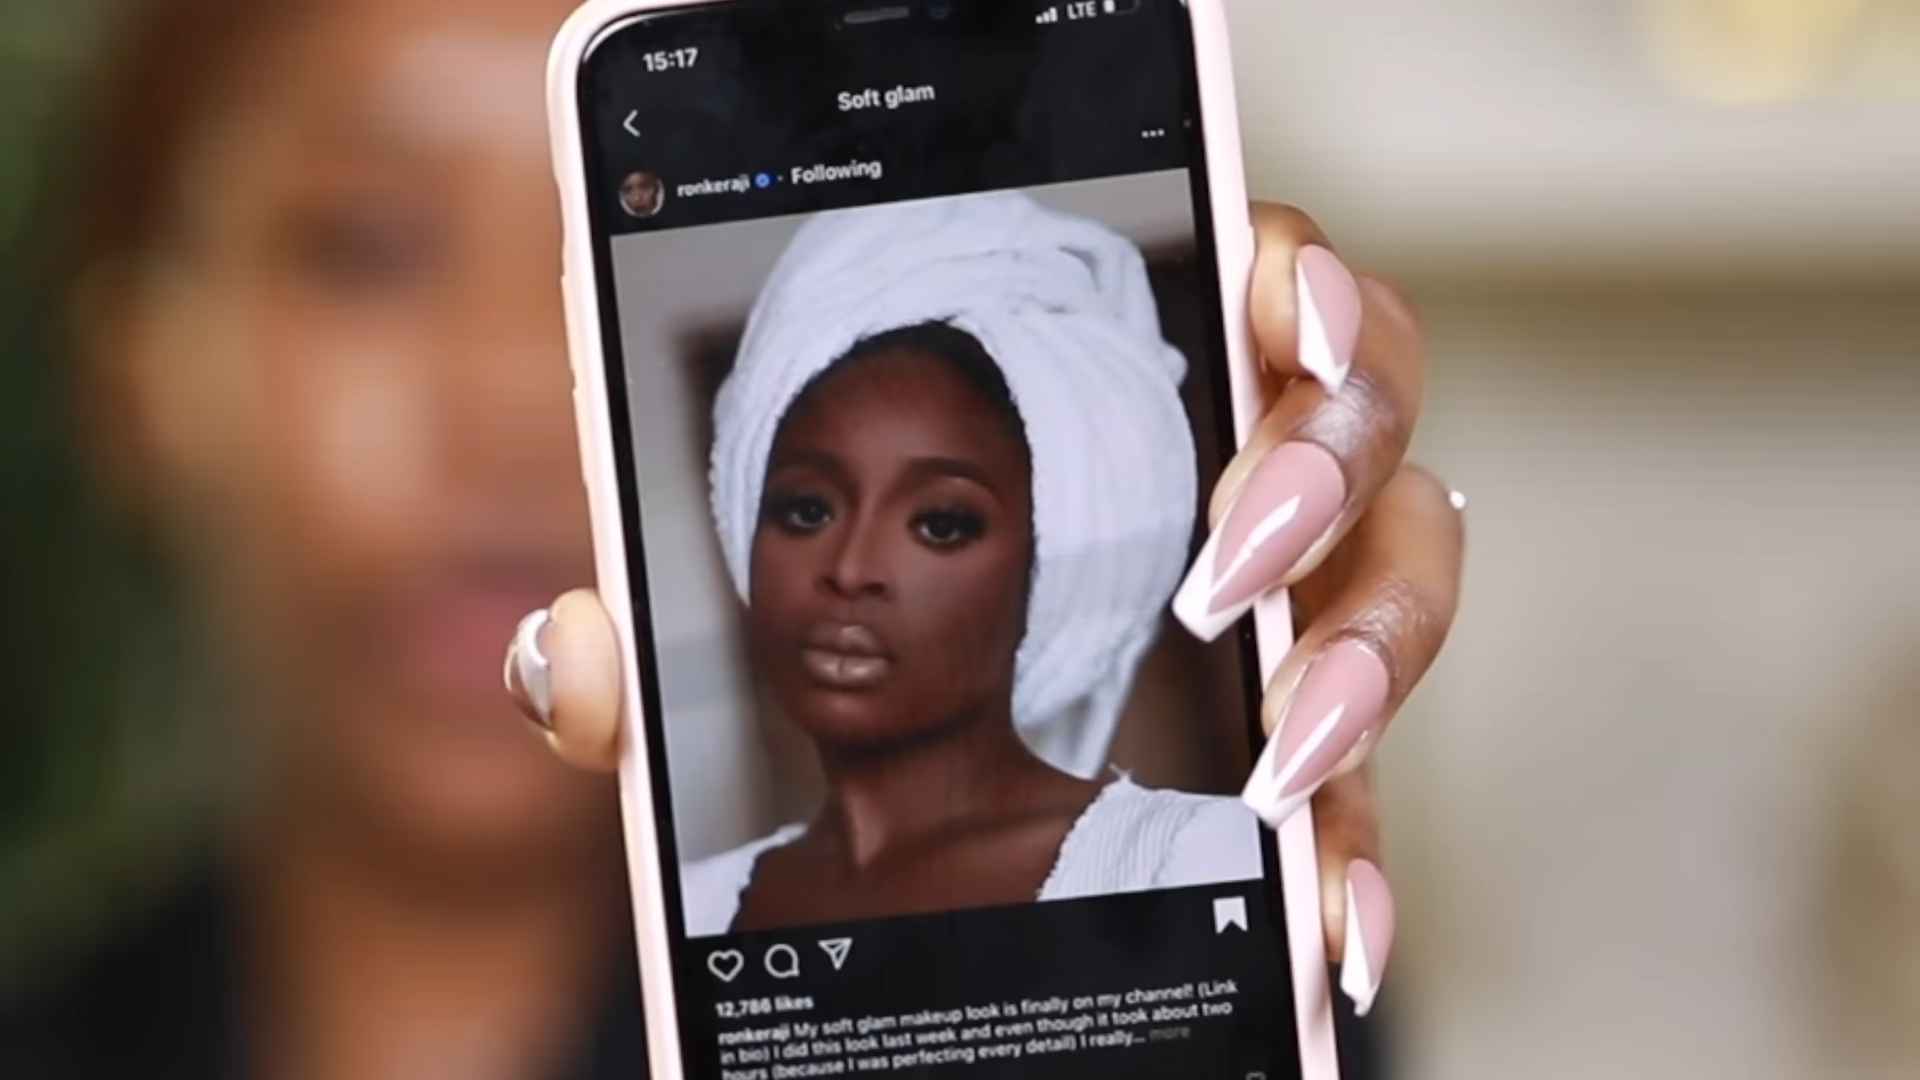 15:17 LTE
Soft glam
ronkeraji · Following
12,786 likes
ronkeraji My soft glam makeup look is finally on my channel! (Link
in bio) I did this look last week and even though it took about two
hours (because I was perfecting every detail) I really... more